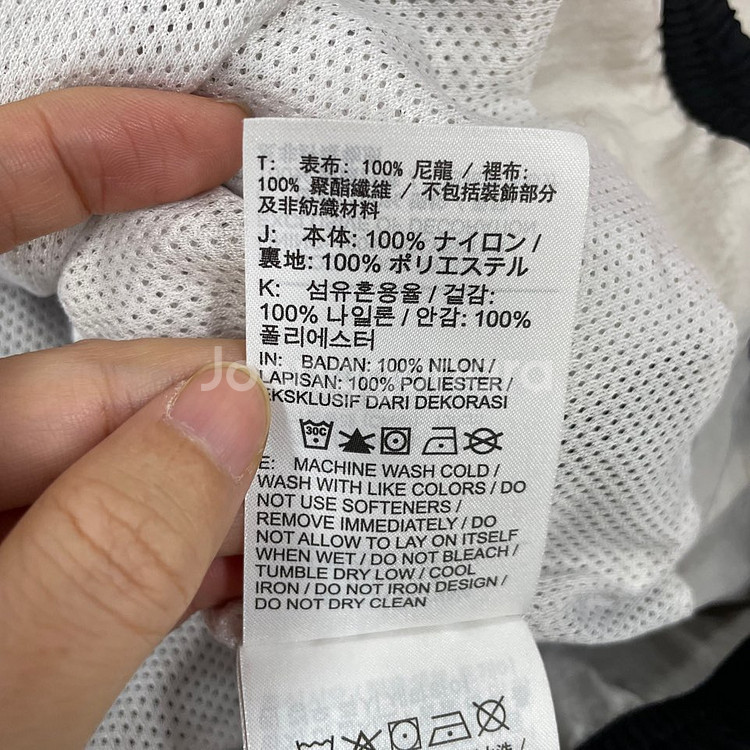 T: 表布: 100% 尼龍 / 裡布:
100% 聚酯纖維 / 不包括裝飾部分
及非紡織材料
J: 本体: 100% ナイロン /
裏地: 100% ポリエステル
K: 섬유혼용율 / 겉감:
100% 나일론 / 안감: 100%
폴리에스터
IN: BADAN: 100% NILON /
LAPISAN: 100% POLIESTER /
EKSKLUSIF DARI DEKORASI
30C
E: MACHINE WASH COLD /
WASH WITH LIKE COLORS / DO
NOT USE SOFTENERS /
REMOVE IMMEDIATELY / DO
NOT ALLOW TO LAY ON ITSELF
WHEN WET / DO NOT BLEACH /
TUMBLE DRY LOW / COOL
IRON / DO NOT IRON DESIGN /
DO NOT DRY CLEAN